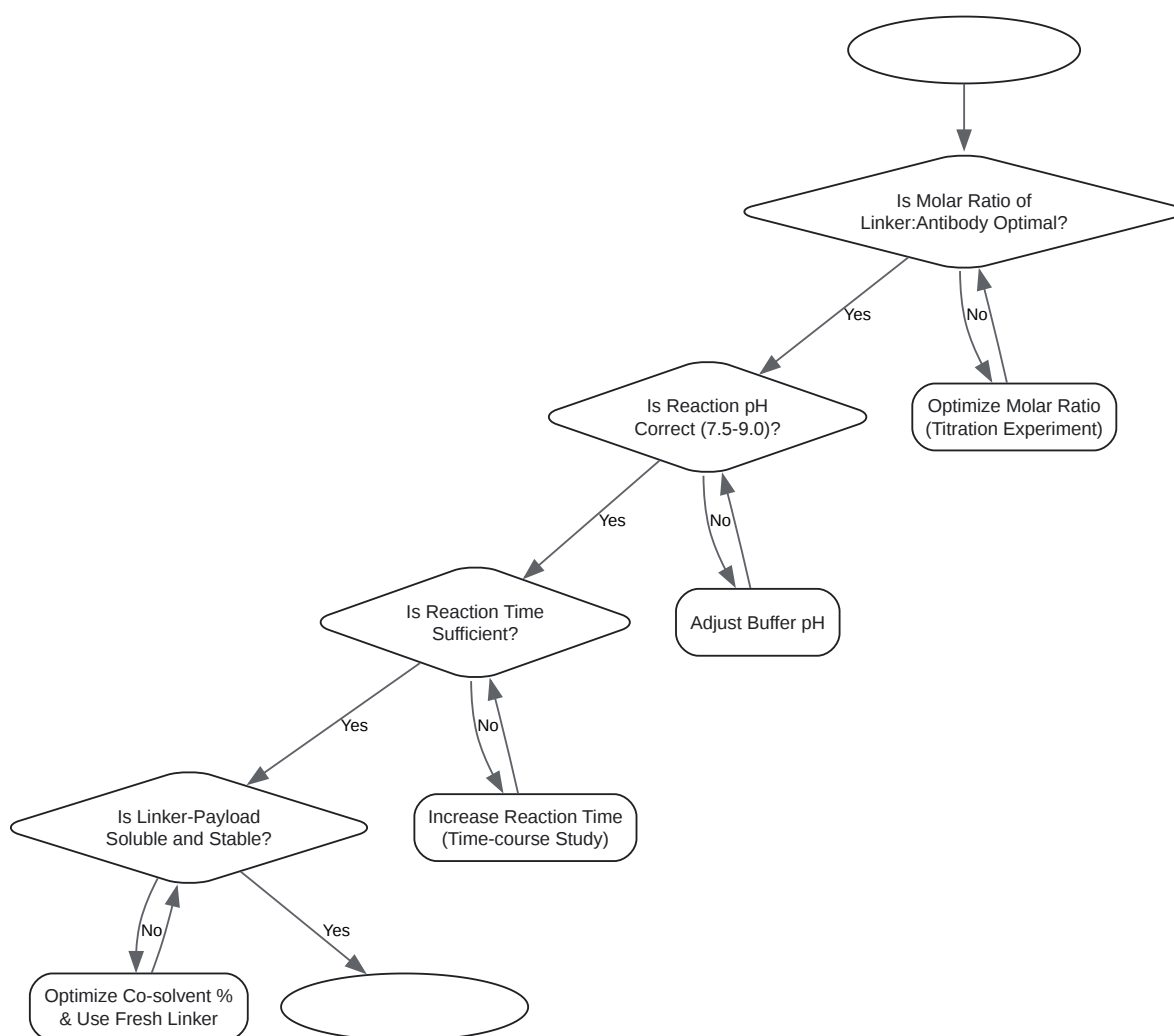 Is Molar Ratio of
Linker:Antibody Optimal?
Yes
No
Is Reaction pH
Correct (7.5-9.0)?
Optimize Molar Ratio
(Titration Experiment)
Yes
No
Is Reaction Time
Sufficient?
Adjust Buffer pH
Yes
No
Is Linker-Payload
Soluble and Stable?
Increase Reaction Time
(Time-course Study)
No
Yes
Optimize Co-solvent %
& Use Fresh Linker